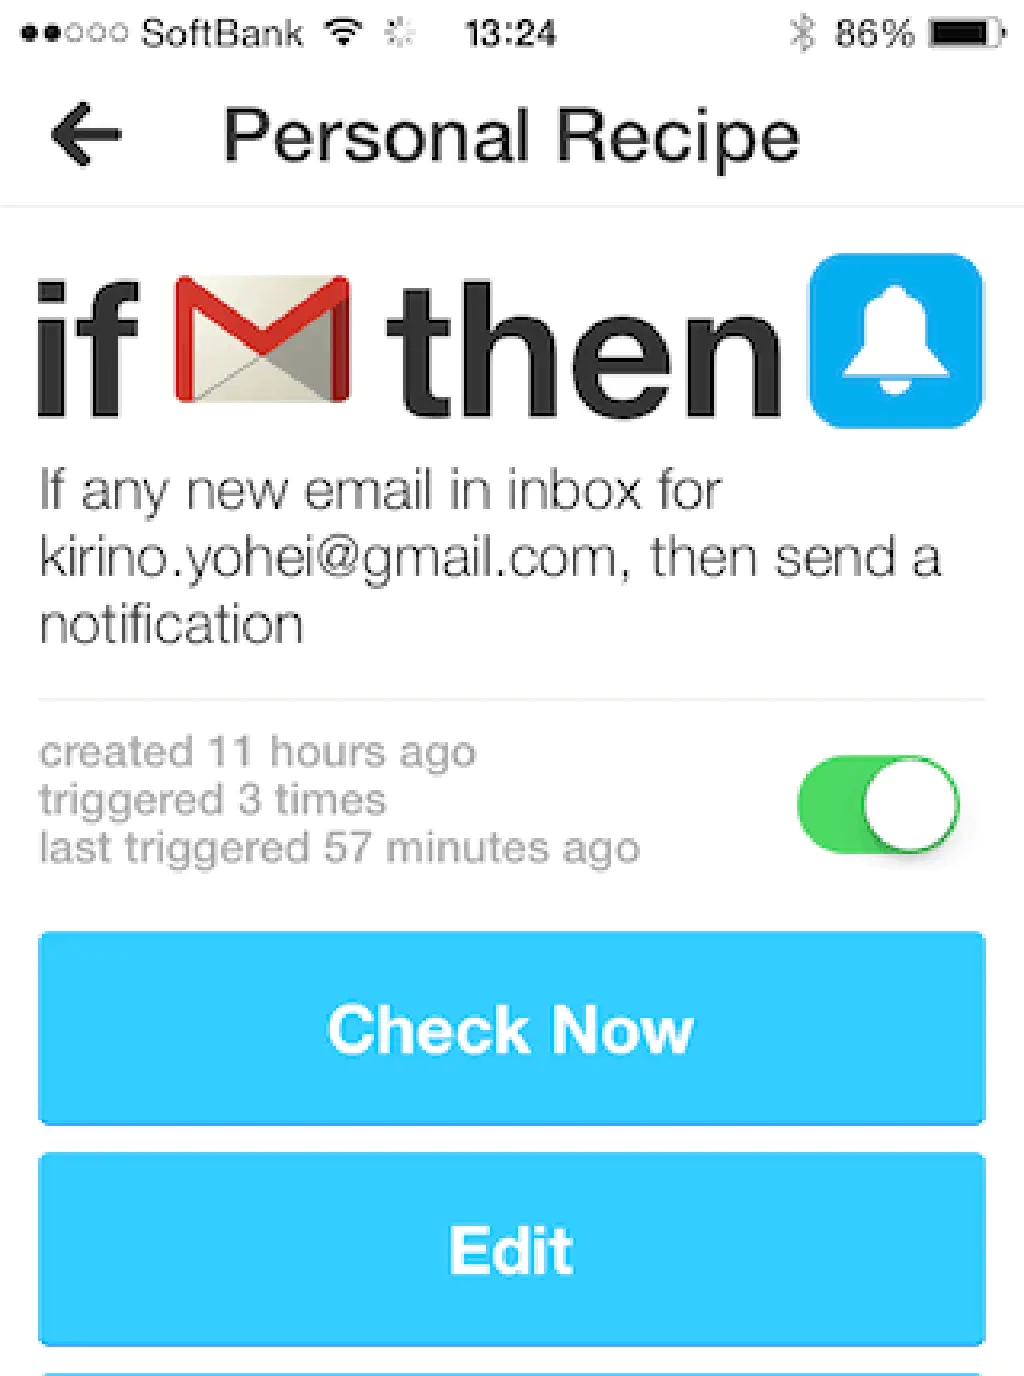 SoftBank 13:24 86%
Personal Recipe
if then
If any new email in inbox for
kirino.yohei@gmail.com, then send a
notification
created 11 hours ago
triggered 3 times
last triggered 57 minutes ago
Check Now
Edit